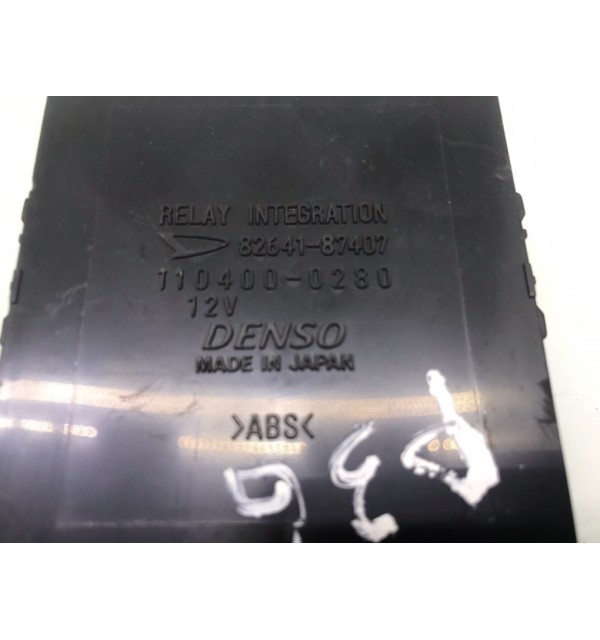 RELAY INTEGRATION
82641-87407
110400-0280
12V
DENSO
MADE IN JAPAN
>ABS<